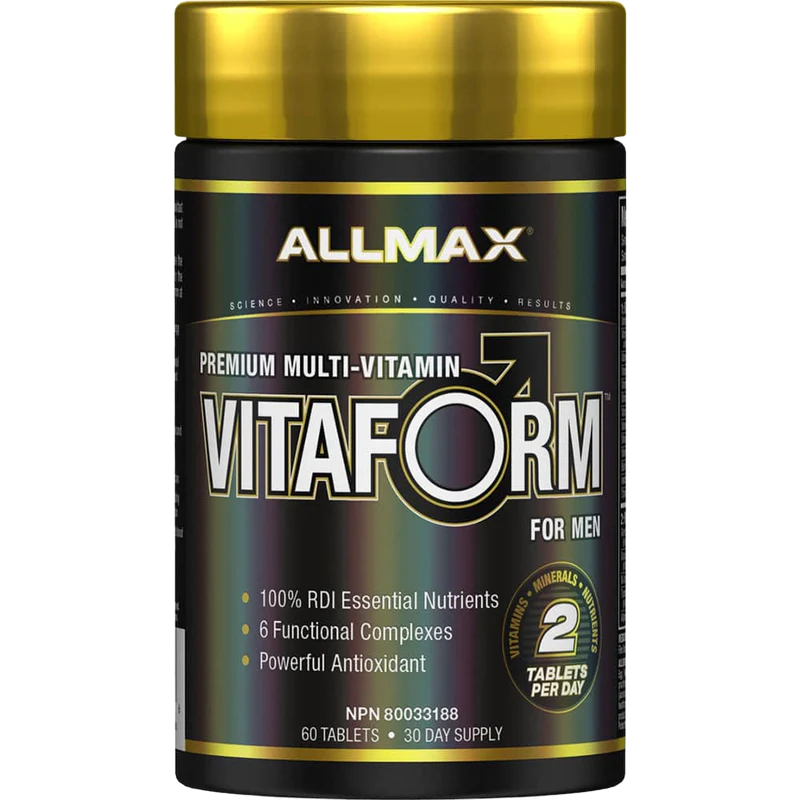 ALLMAX®
SCIENCE • INNOVATION • QUALITY • RESULTS
PREMIUM MULTI-VITAMIN
VITAFORM™
FOR MEN
• 100% RDI Essential Nutrients
• 6 Functional Complexes
• Powerful Antioxidant
VITAMINS • MINERALS • NUTRIENTS
2
TABLETS
PER DAY
NPN 80033188
60 TABLETS • 30 DAY SUPPLY